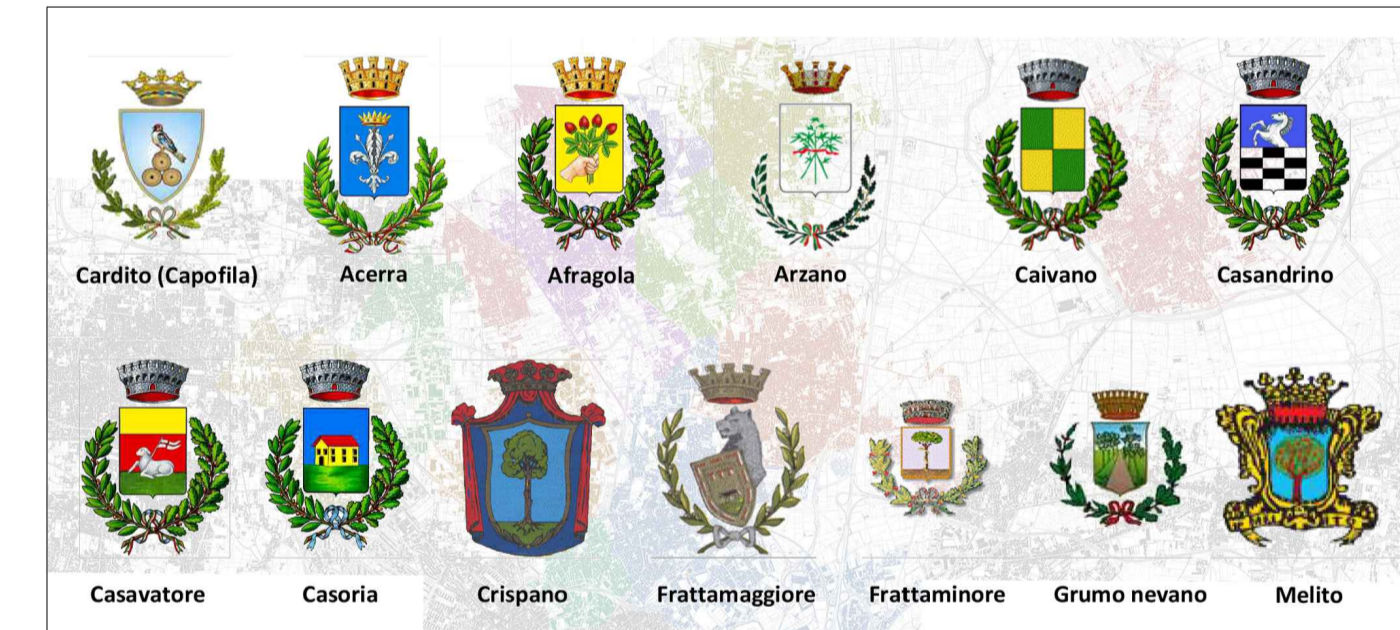 Cardito (Capofila) Acerra Afragola Arzano Caivano Casandrino
Casavatore Casoria Crispano Frattamaggiore Frattaminore Grumo nevano Melito